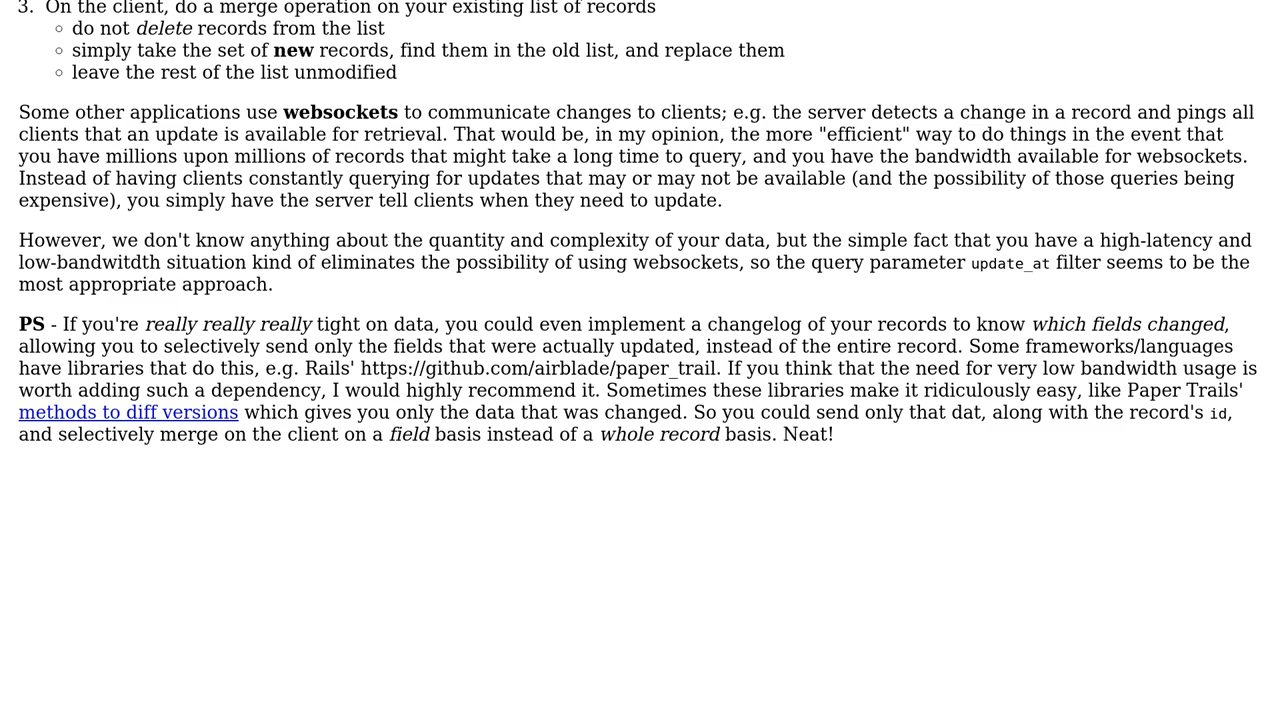 3. On the client, do a merge operation on your existing list of records
◦ do not delete records from the list
◦ simply take the set of new records, find them in the old list, and replace them
◦ leave the rest of the list unmodified
Some other applications use websockets to communicate changes to clients; e.g. the server detects a change in a record and pings all
clients that an update is available for retrieval. That would be, in my opinion, the more "efficient" way to do things in the event that
you have millions upon millions of records that might take a long time to query, and you have the bandwidth available for websockets.
Instead of having clients constantly querying for updates that may or may not be available (and the possibility of those queries being
expensive), you simply have the server tell clients when they need to update.
However, we don't know anything about the quantity and complexity of your data, but the simple fact that you have a high-latency and
low-bandwitdth situation kind of eliminates the possibility of using websockets, so the query parameter update_at filter seems to be the
most appropriate approach.
PS - If you're really really really tight on data, you could even implement a changelog of your records to know which fields changed,
allowing you to selectively send only the fields that were actually updated, instead of the entire record. Some frameworks/languages
have libraries that do this, e.g. Rails' https://github.com/airblade/paper_trail. If you think that the need for very low bandwidth usage is
worth adding such a dependency, I would highly recommend it. Sometimes these libraries make it ridiculously easy, like Paper Trails'
methods to diff versions which gives you only the data that was changed. So you could send only that dat, along with the record's id,
and selectively merge on the client on a field basis instead of a whole record basis. Neat!